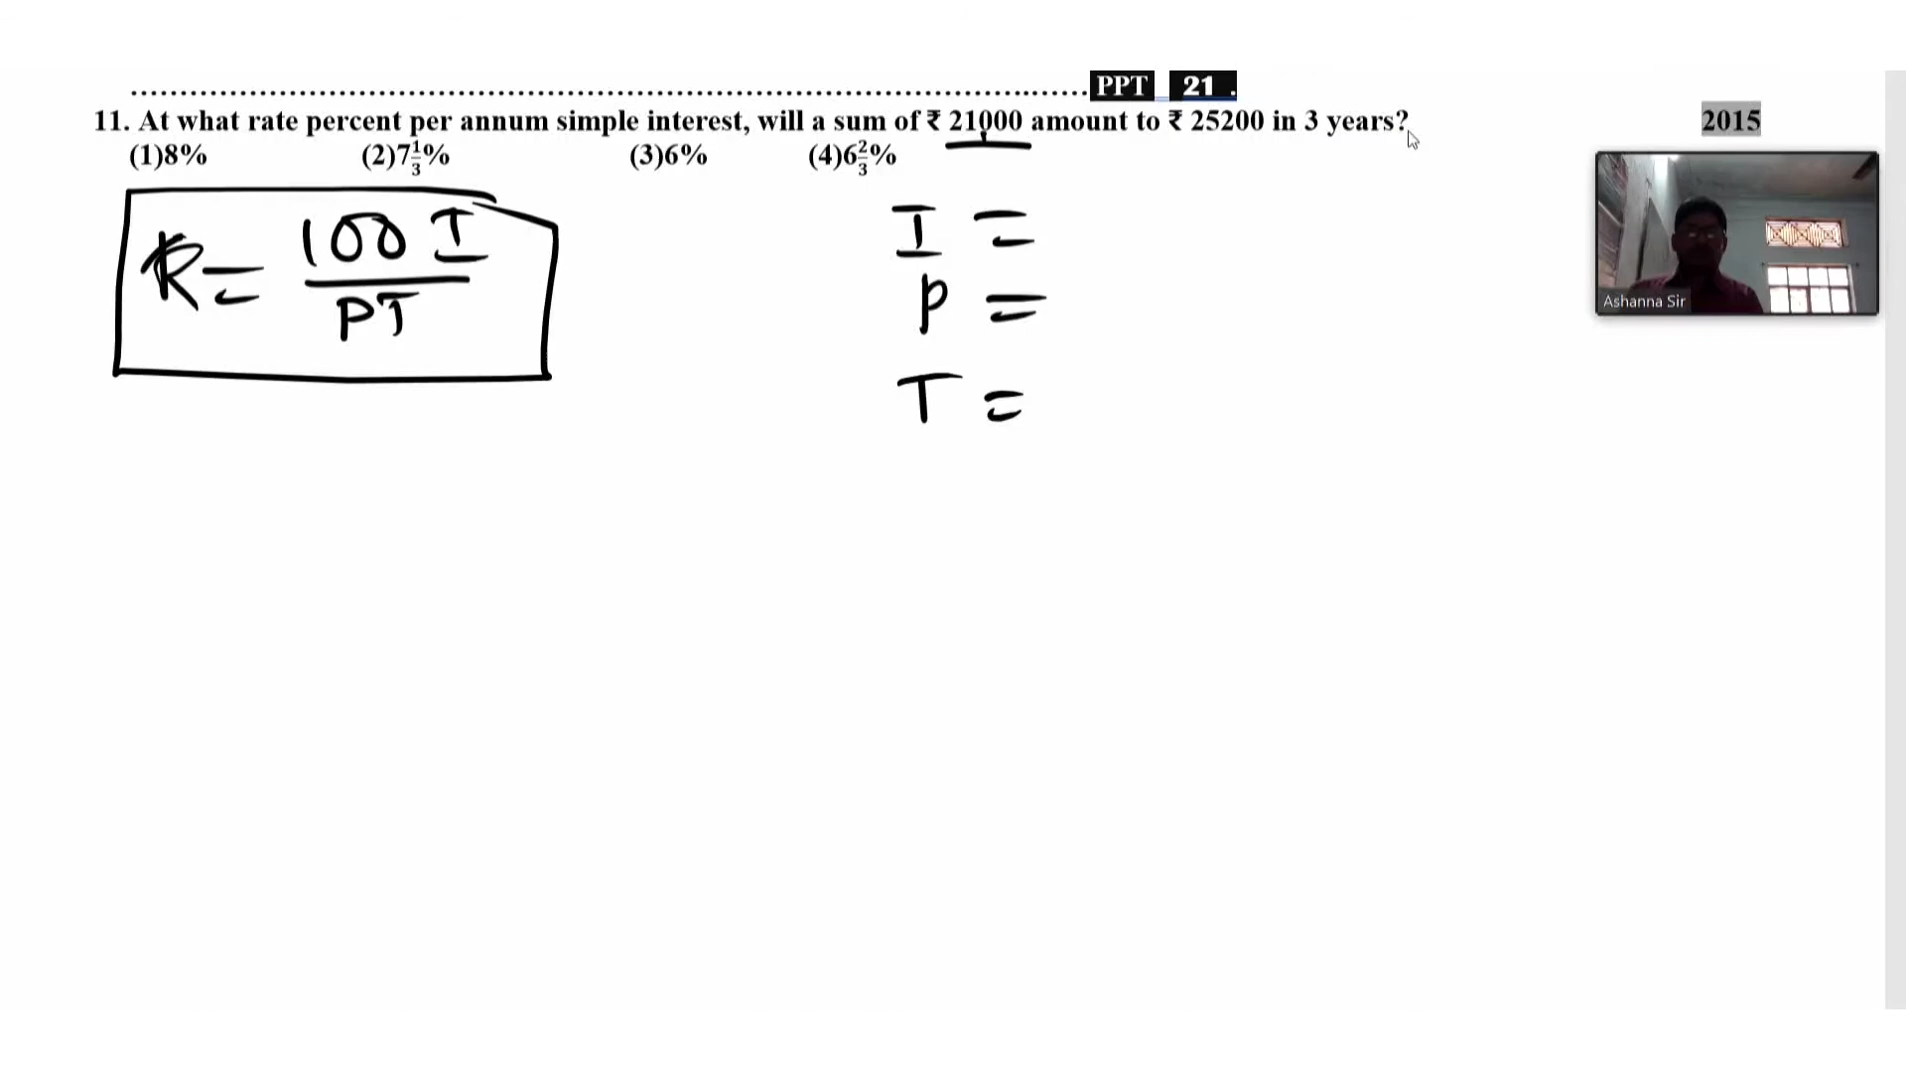 PPT 21 .
11. At what rate percent per annum simple interest, will a sum of ₹ 21000 amount to ₹ 25200 in 3 years? 2015
(1)8% (2)7 1/3% (3)6% (4)6 2/3%
R = 100 I / PT
I =
P =
T =
Ashanna Sir